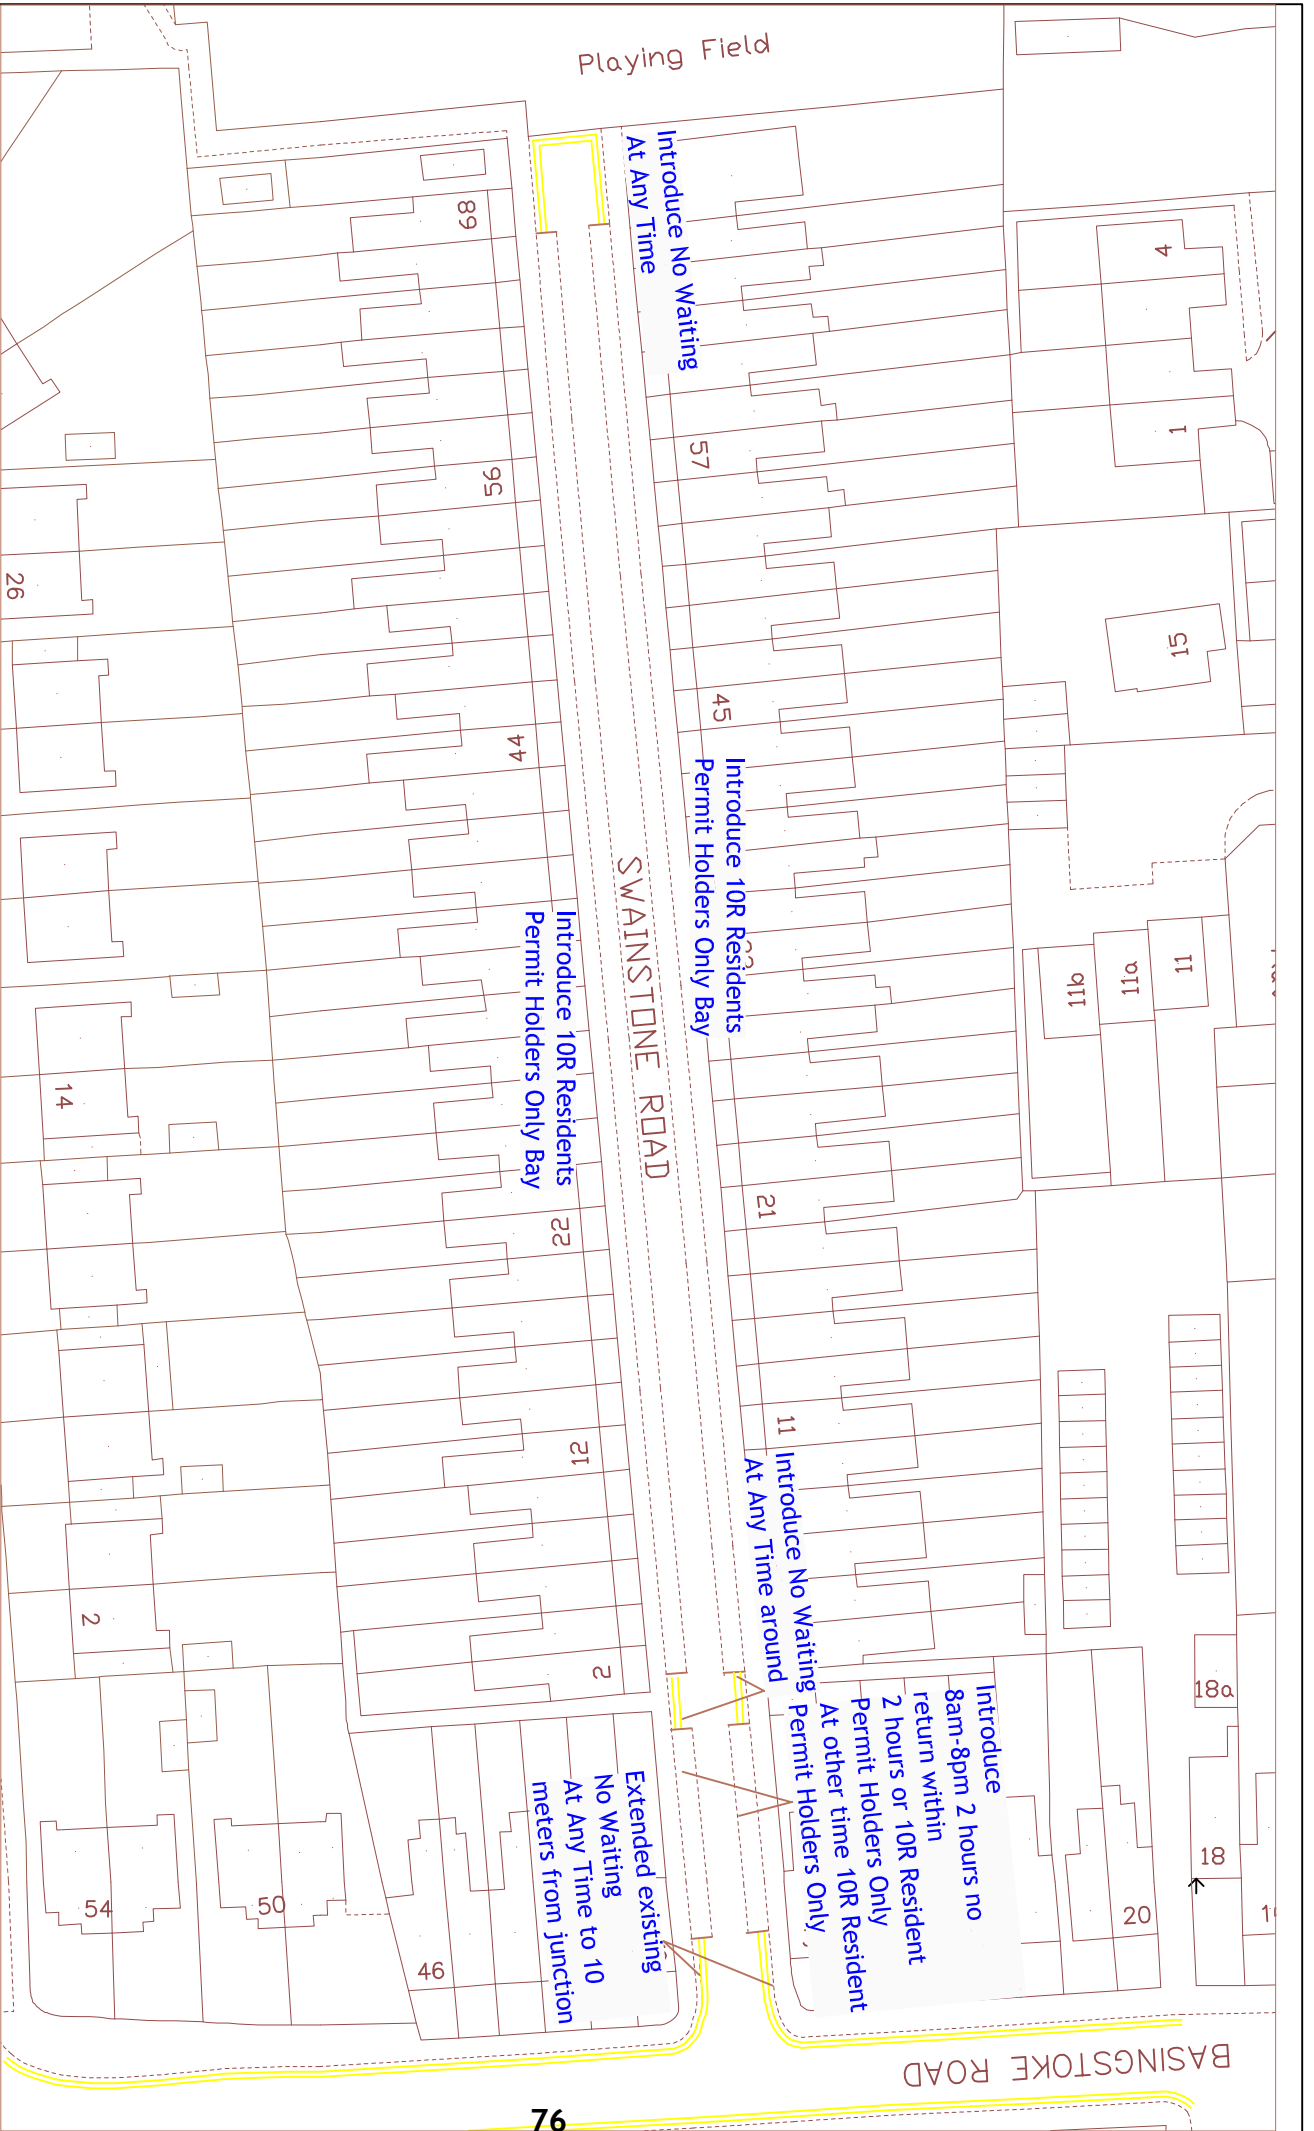 Playing Field
Introduce No Waiting
At Any Time
68
4
1
57
56
26
15
45
44
Introduce 10R Residents
Permit Holders Only Bay
SWAINSTONE ROAD
Introduce 10R Residents
Permit Holders Only Bay
11b
11a
11
14
21
22
11
12
Introduce No Waiting
At Any Time around
2
2
18a
Introduce
8am-8pm 2 hours no
return within
2 hours or 10R Resident
Permit Holders Only
At other time 10R Resident
Permit Holders Only
Extended existing
No Waiting
At Any Time to 10
meters from junction
18
54
50
20
46
BASINGSTOKE ROAD
76